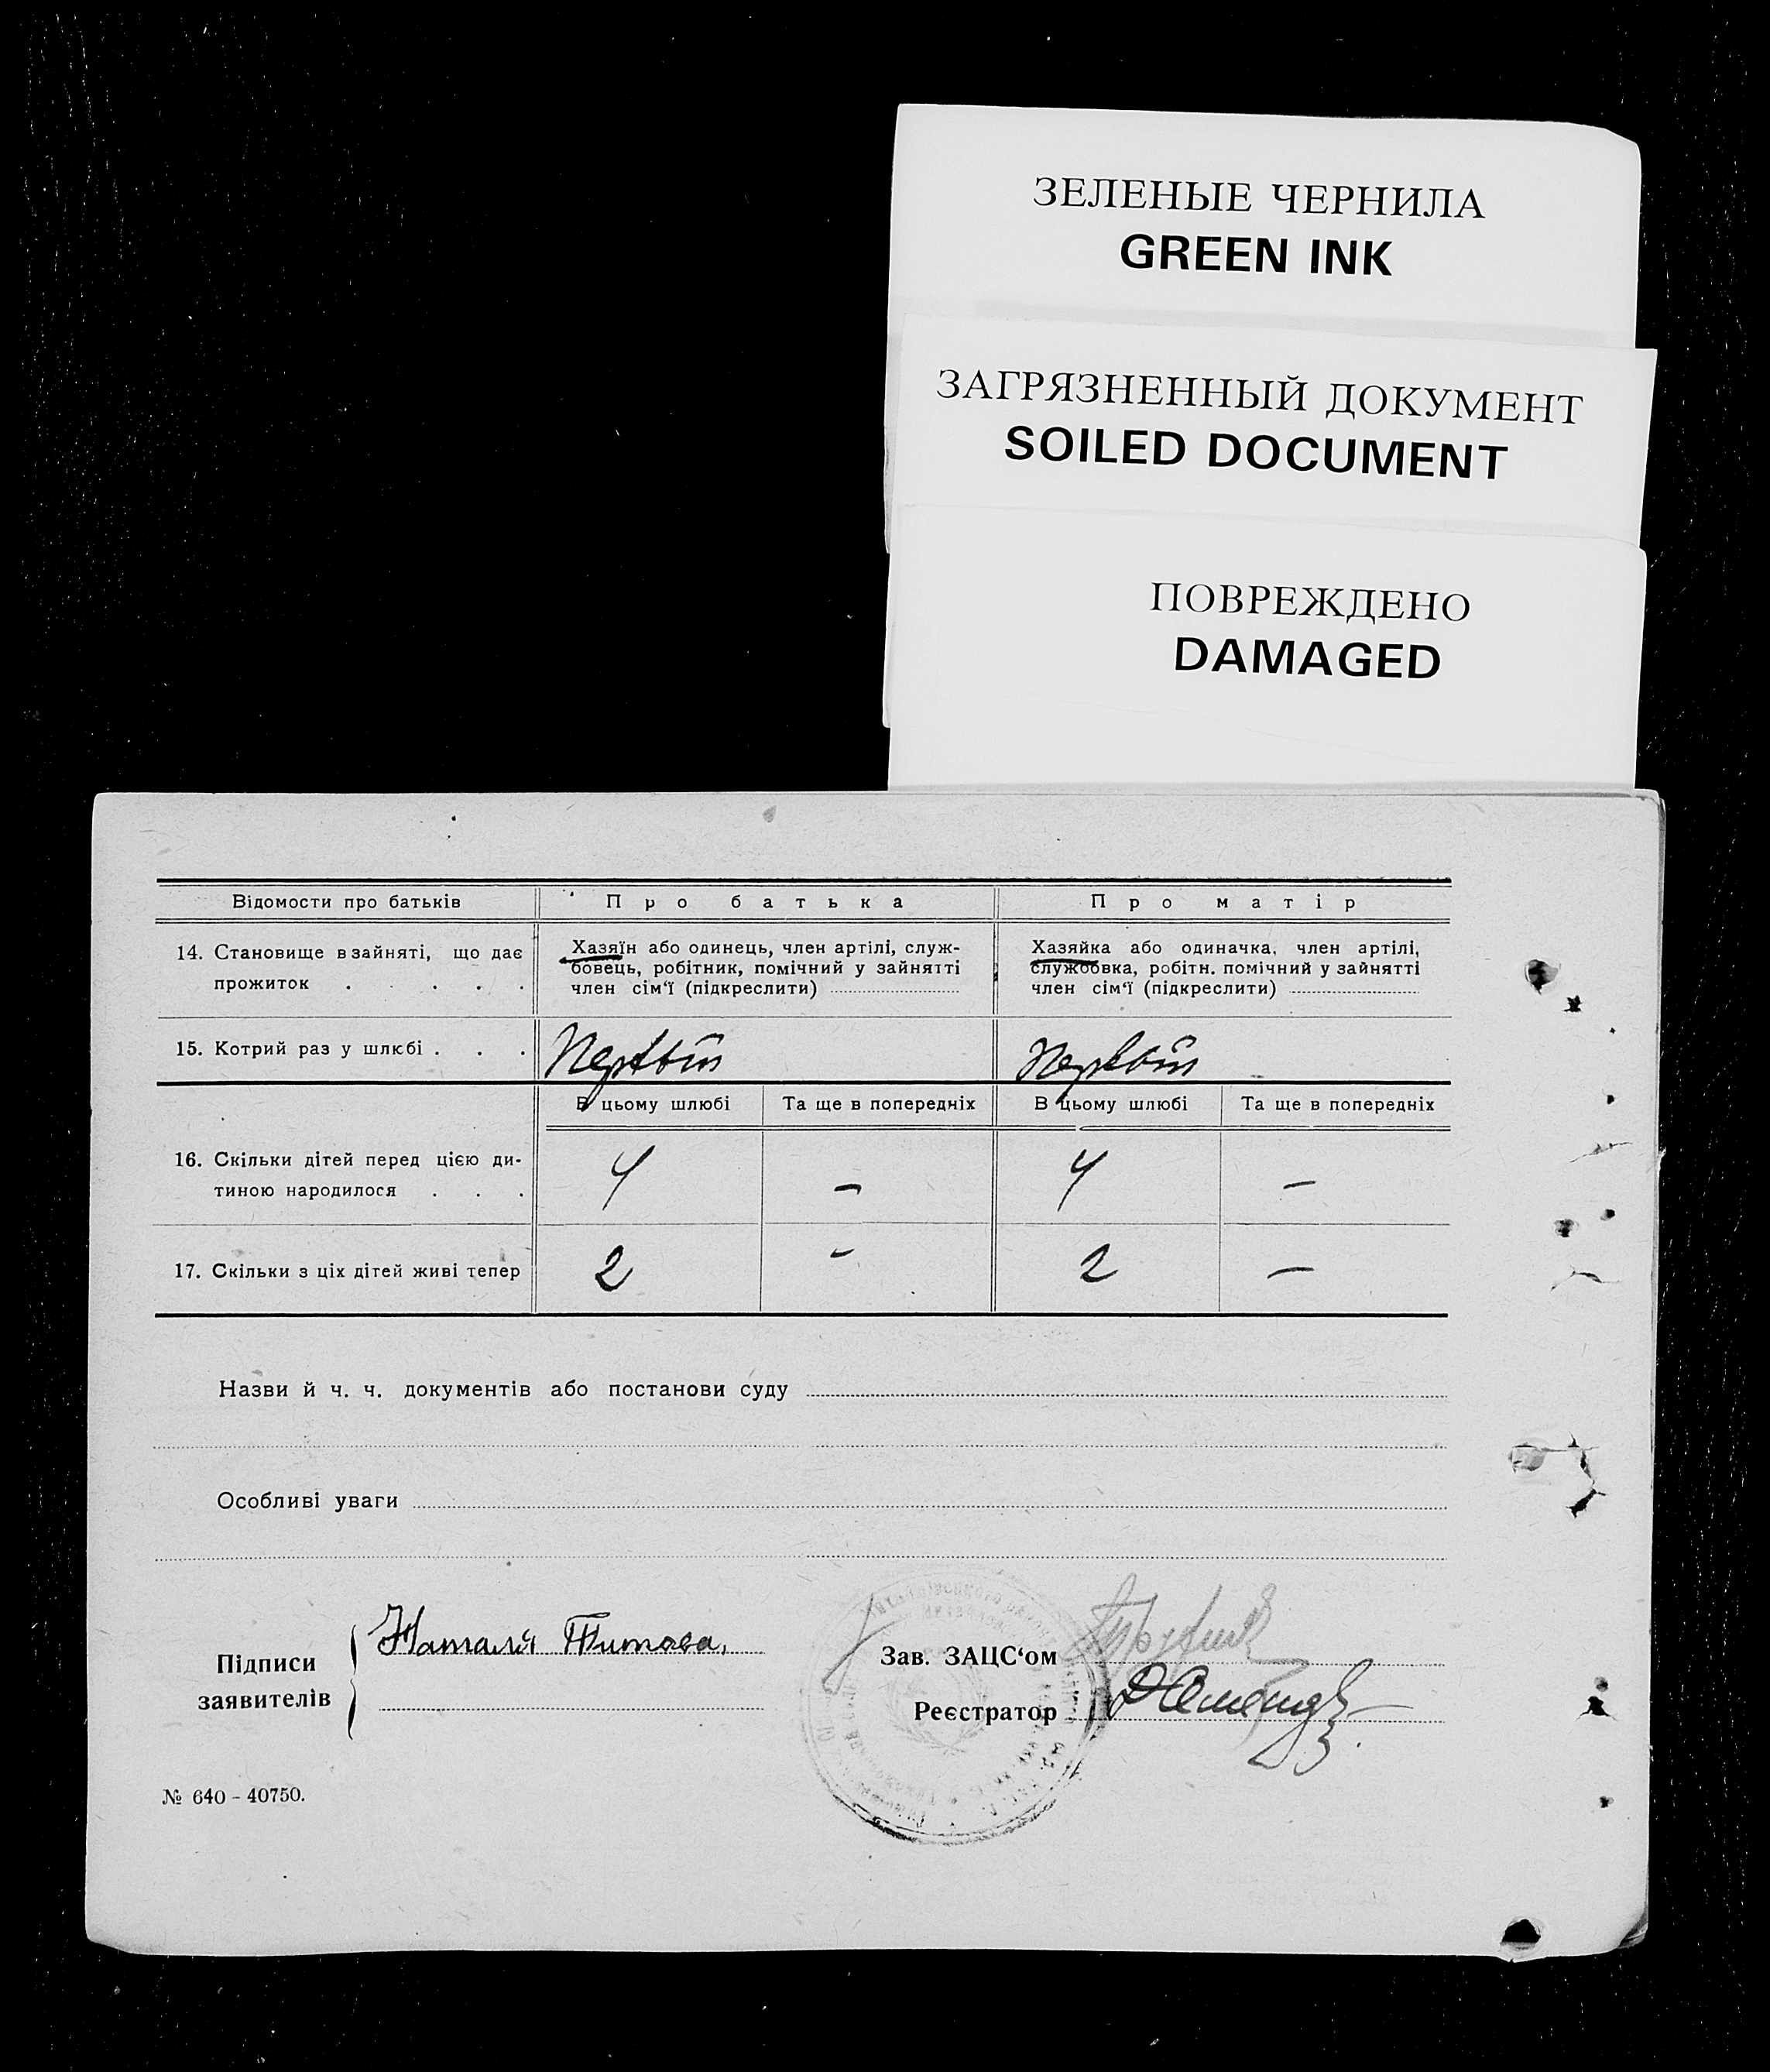 ЗЕЛЕНЫЕ ЧЕРНИЛА
GREEN INK
ЗАГРЯЗНЕННЫЙ ДОКУМЕНТ
SOILED DOCUMENT
ПОВРЕЖДЕНО
DAMAGED
Відомости про батьків
Про батька
Про матір
14. Становище в зайняті, що дає
прожиток . . . . .
Хазяїн або одинець, член артілі, служ-
бовець, робітник, помічний у зайнятті
член сім‘ї (підкреслити)
Хазяйка або одиначка, член артілі,
службовка, робітн. помічний у зайнятті
член сім‘ї (підкреслити)
15. Котрий раз у шлюбі . . .
Первый
Первый
В цьому шлюбі
Та ще в попередніх
В цьому шлюбі
Та ще в попередніх
16. Скільки дітей перед цією ди-
тиною народилося . . .
4
–
4
–
17. Скільки з ціх дітей живі тепер
2
–
2
–
Назви й ч. ч. документів або постанови суду
Особливі уваги
Підписи
заявителів
Наталя Титова,
Зав. ЗАЦС‘ом
Реєстратор
№ 640 - 40750.